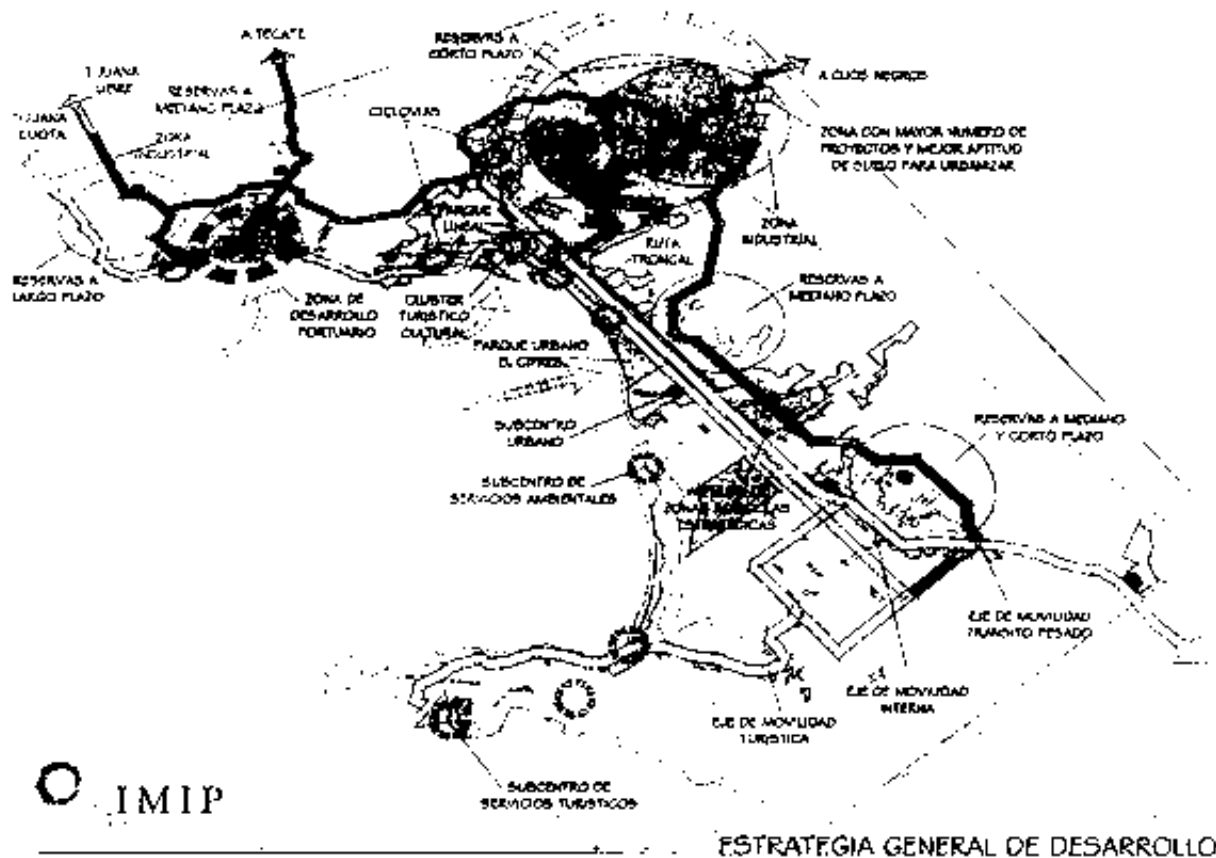 A TECATE
RESERVAS A
CORTO PLAZO
TIJUANA
LIBRE
RESERVAS A
MEDIANO PLAZO
A OJOS NEGROS
TIJUANA
CUOTA
CICLOVIAS
ZONA
INDUSTRIAL
ZONA CON MAYOR NUMERO DE
PROYECTOS Y MEJOR APTITUD
DE SUELO PARA URBANIZAR
PARQUE
LINEAL
ZONA
INDUSTRIAL
RUTA
TRONCAL
RESERVAS A
LARGO PLAZO
ZONA DE
DESARROLLO
PORTUARIO
CLUSTER
TURISTICO
CULTURAL
RESERVAS A
MEDIANO PLAZO
PARQUE URBANO
EL CIPRES
SUBCENTRO
URBANO
RESERVAS A MEDIANO
Y CORTO PLAZO
SUBCENTRO DE
SERVICIOS AMBIENTALES
ZONAS AGRICOLAS
ESTRATEGICAS
EJE DE MOVILIDAD
TRANSITO PESADO
EJE DE MOVILIDAD
INTERNA
EJE DE MOVILIDAD
TURISTICA
SUBCENTRO DE
SERVICIOS TURISTICOS
IMIP
ESTRATEGIA GENERAL DE DESARROLLO